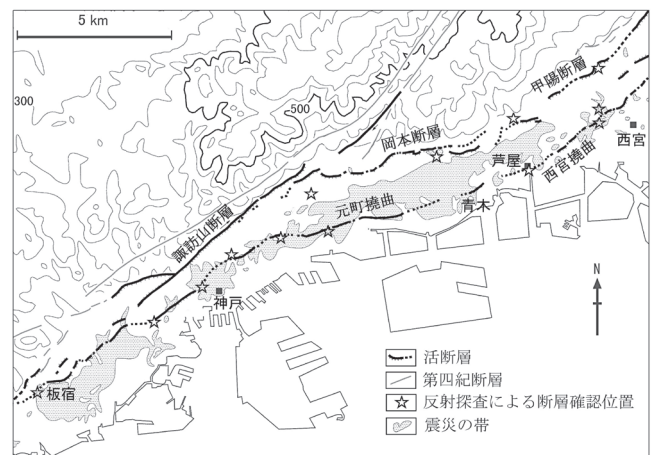 5 km
300
500
甲陽断層
岡本断層
西宮
芦屋
西宮撓曲
元町撓曲
青木
諏訪山断層
神戸
N
板宿
活断層
第四紀断層
反射探査による断層確認位置
震災の帯